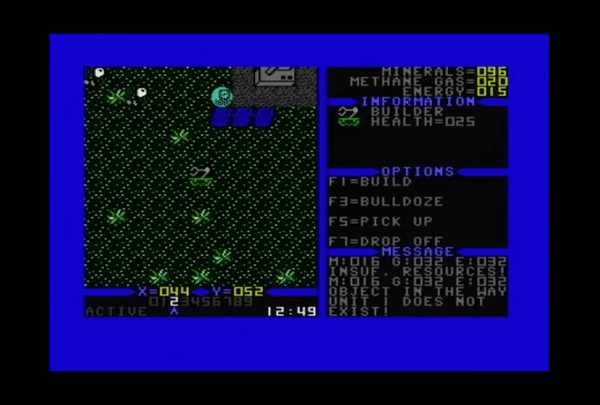 MINERALS=096
METHANE GAS=020
ENERGY=015
INFORMATION
BUILDER
HEALTH=025
OPTIONS
F1=BUILD
F3=BULLDOZE
F5=PICK UP
F7=DROP OFF
MESSAGE
M:016 G:032 E:032
INSUF. RESOURCES!
M:016 G:032 E:032
OBJECT IN THE WAY
UNIT 1 DOES NOT
EXIST!
X=044 Y=052
0123456789
2
ACTIVE
12:49